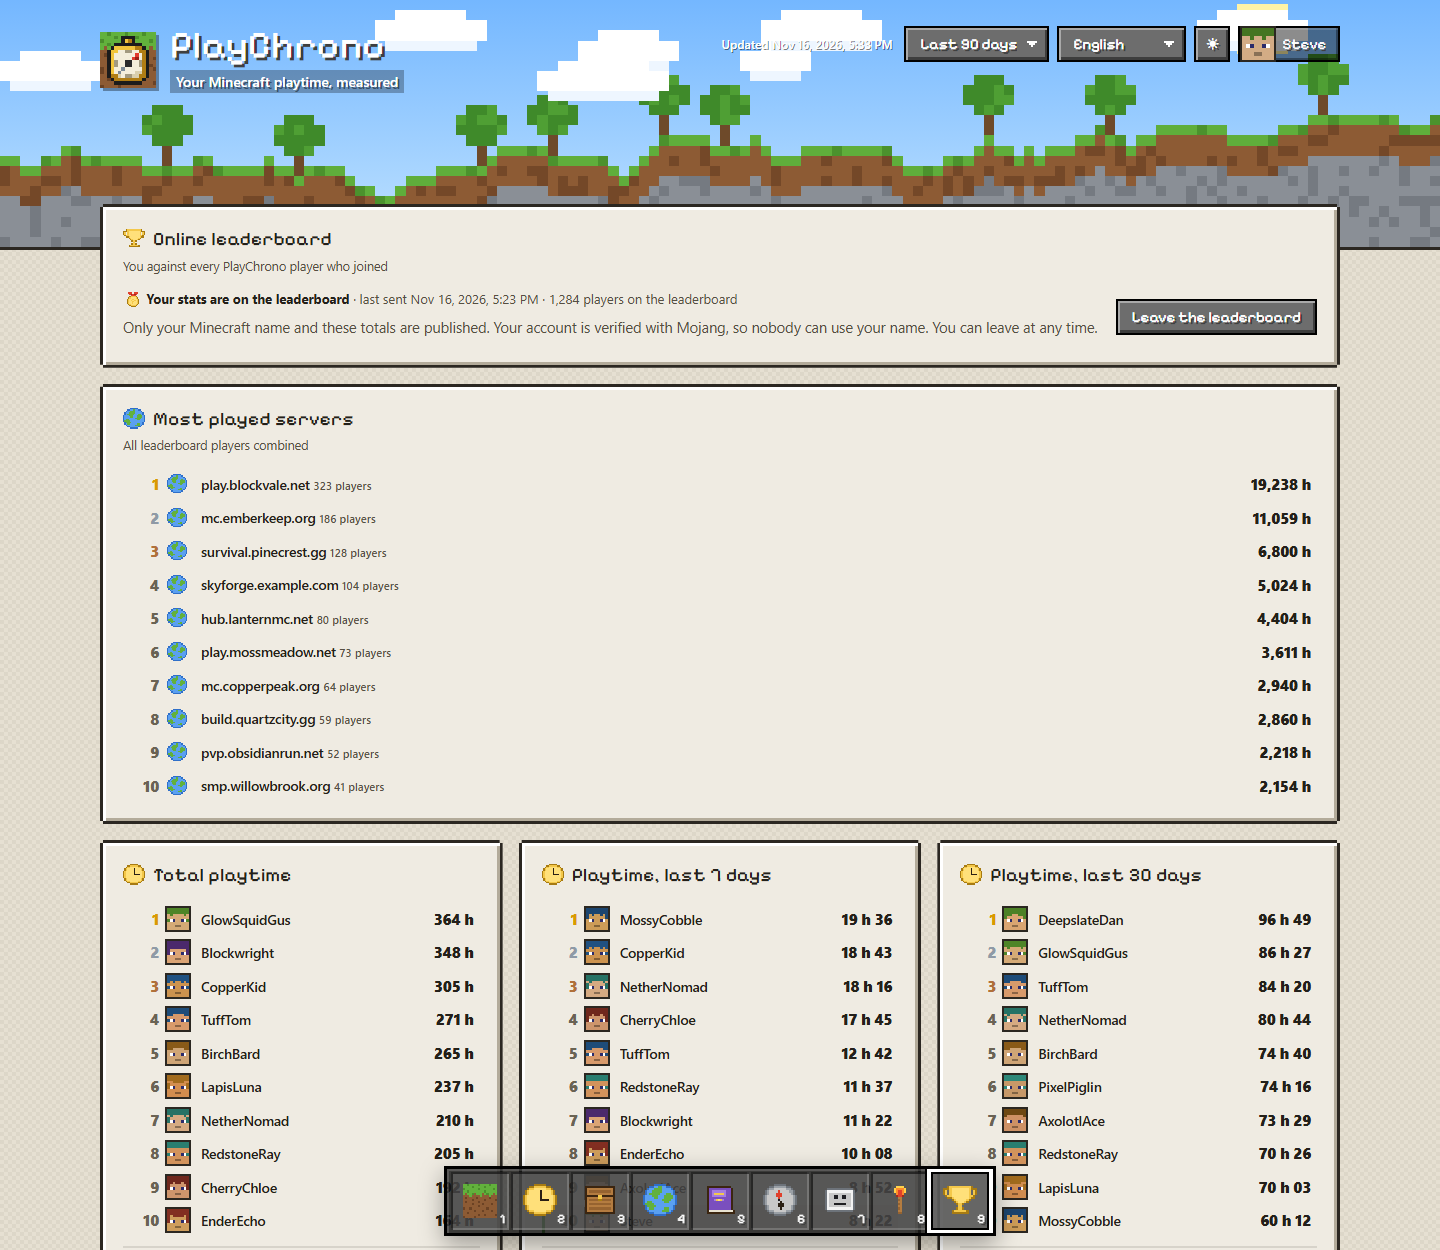 PlayChrono
Your Minecraft playtime, measured
Updated Nov 16, 2026, 5:33 PM
Last 90 days
English
Steve
Online leaderboard
You against every PlayChrono player who joined
Your stats are on the leaderboard · last sent Nov 16, 2026, 5:23 PM · 1,284 players on the leaderboard
Only your Minecraft name and these totals are published. Your account is verified with Mojang, so nobody can use your name. You can leave at any time.
Leave the leaderboard
Most played servers
All leaderboard players combined
1 play.blockvale.net 323 players 19,238 h
2 mc.emberkeep.org 186 players 11,059 h
3 survival.pinecrest.gg 128 players 6,800 h
4 skyforge.example.com 104 players 5,024 h
5 hub.lanternmc.net 80 players 4,404 h
6 play.mossmeadow.net 73 players 3,611 h
7 mc.copperpeak.org 64 players 2,940 h
8 build.quartzcity.gg 59 players 2,860 h
9 pvp.obsidianrun.net 52 players 2,218 h
10 smp.willowbrook.org 41 players 2,154 h
Total playtime
1 GlowSquidGus 364 h
2 Blockwright 348 h
3 CopperKid 305 h
4 TuffTom 271 h
5 BirchBard 265 h
6 LapisLuna 237 h
7 NetherNomad 210 h
8 RedstoneRay 205 h
9 CherryChloe
10 EnderEcho
Playtime, last 7 days
1 MossyCobble 19 h 36
2 CopperKid 18 h 43
3 NetherNomad 18 h 16
4 CherryChloe 17 h 45
5 TuffTom 12 h 42
6 RedstoneRay 11 h 37
7 Blockwright 11 h 22
8 EnderEcho 10 h 08
9 AxolotlAce 8 h 52
Steve
Playtime, last 30 days
1 DeepslateDan 96 h 49
2 GlowSquidGus 86 h 27
3 TuffTom 84 h 20
4 NetherNomad 80 h 44
5 BirchBard 74 h 40
6 PixelPiglin 74 h 16
7 AxolotlAce 73 h 29
8 RedstoneRay 70 h 26
LapisLuna 70 h 03
MossyCobble 60 h 12
1 2 3 4 5 6 7 8 9